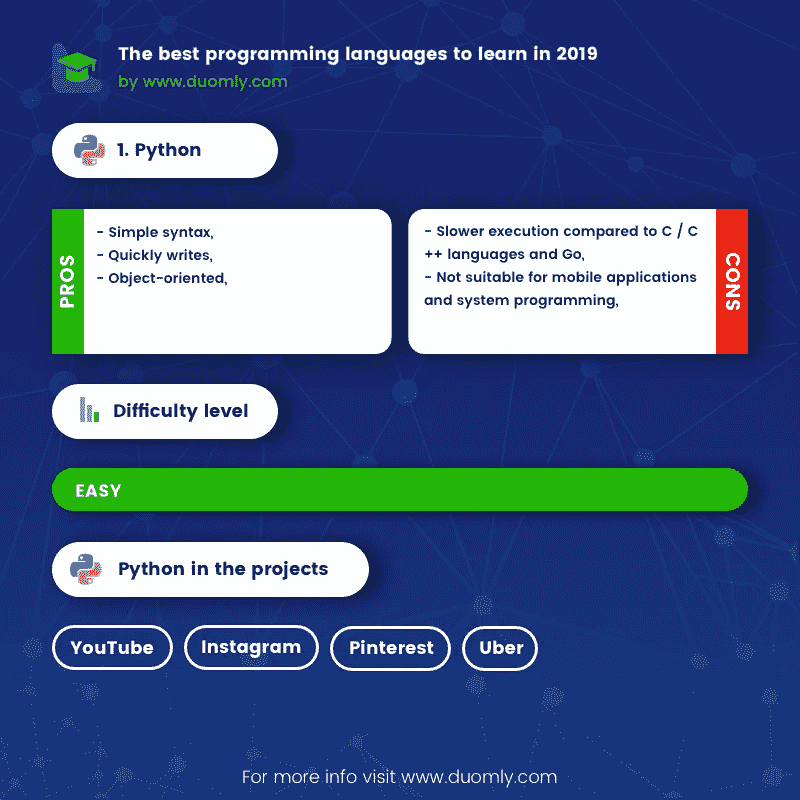 The best programming languages to learn in 2019
by www.duomly.com
1. Python
PROS
- Simple syntax,
- Quickly writes,
- Object-oriented,
- Slower execution compared to C / C
++ languages and Go,
- Not suitable for mobile applications
and system programming,
CONS
Difficulty level
EASY
Python in the projects
YouTube
Instagram
Pinterest
Uber
For more info visit www.duomly.com